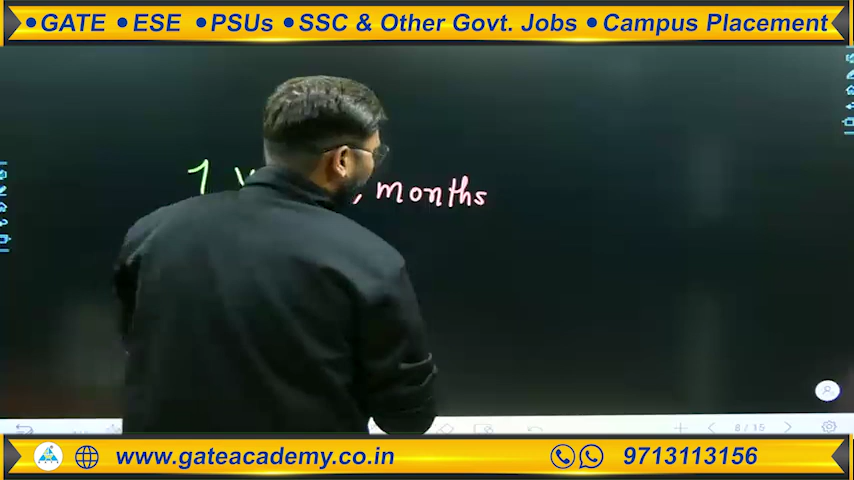 •GATE •ESE •PSUs •SSC & Other Govt. Jobs •Campus Placement
1
, months
8 / 15
www.gateacademy.co.in
9713113156